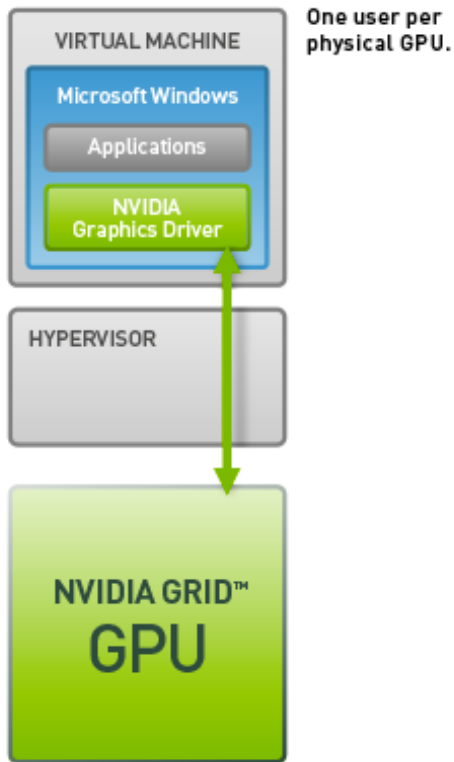 One user per
physical GPU.
VIRTUAL MACHINE
Microsoft Windows
Applications
NVIDIA
Graphics Driver
HYPERVISOR
NVIDIA GRID™
GPU